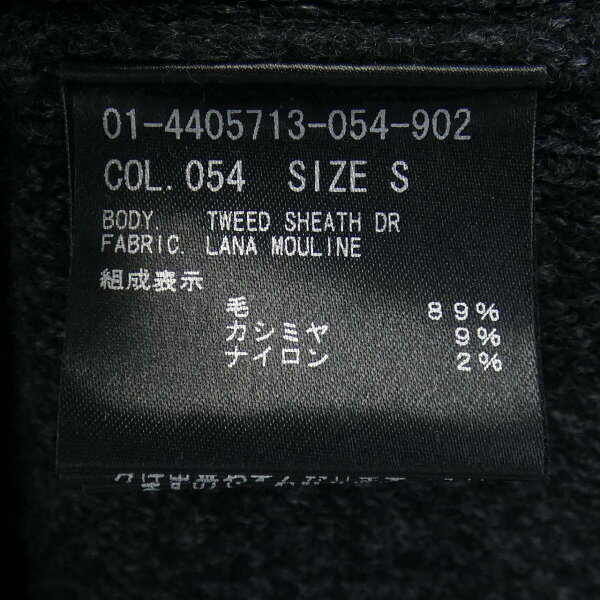 01-4405713-054-902
COL. 054 SIZE S
BODY. TWEED SHEATH DR
FABRIC. LANA MOULINE
組成表示
毛 89%
カシミヤ 9%
ナイロン 2%